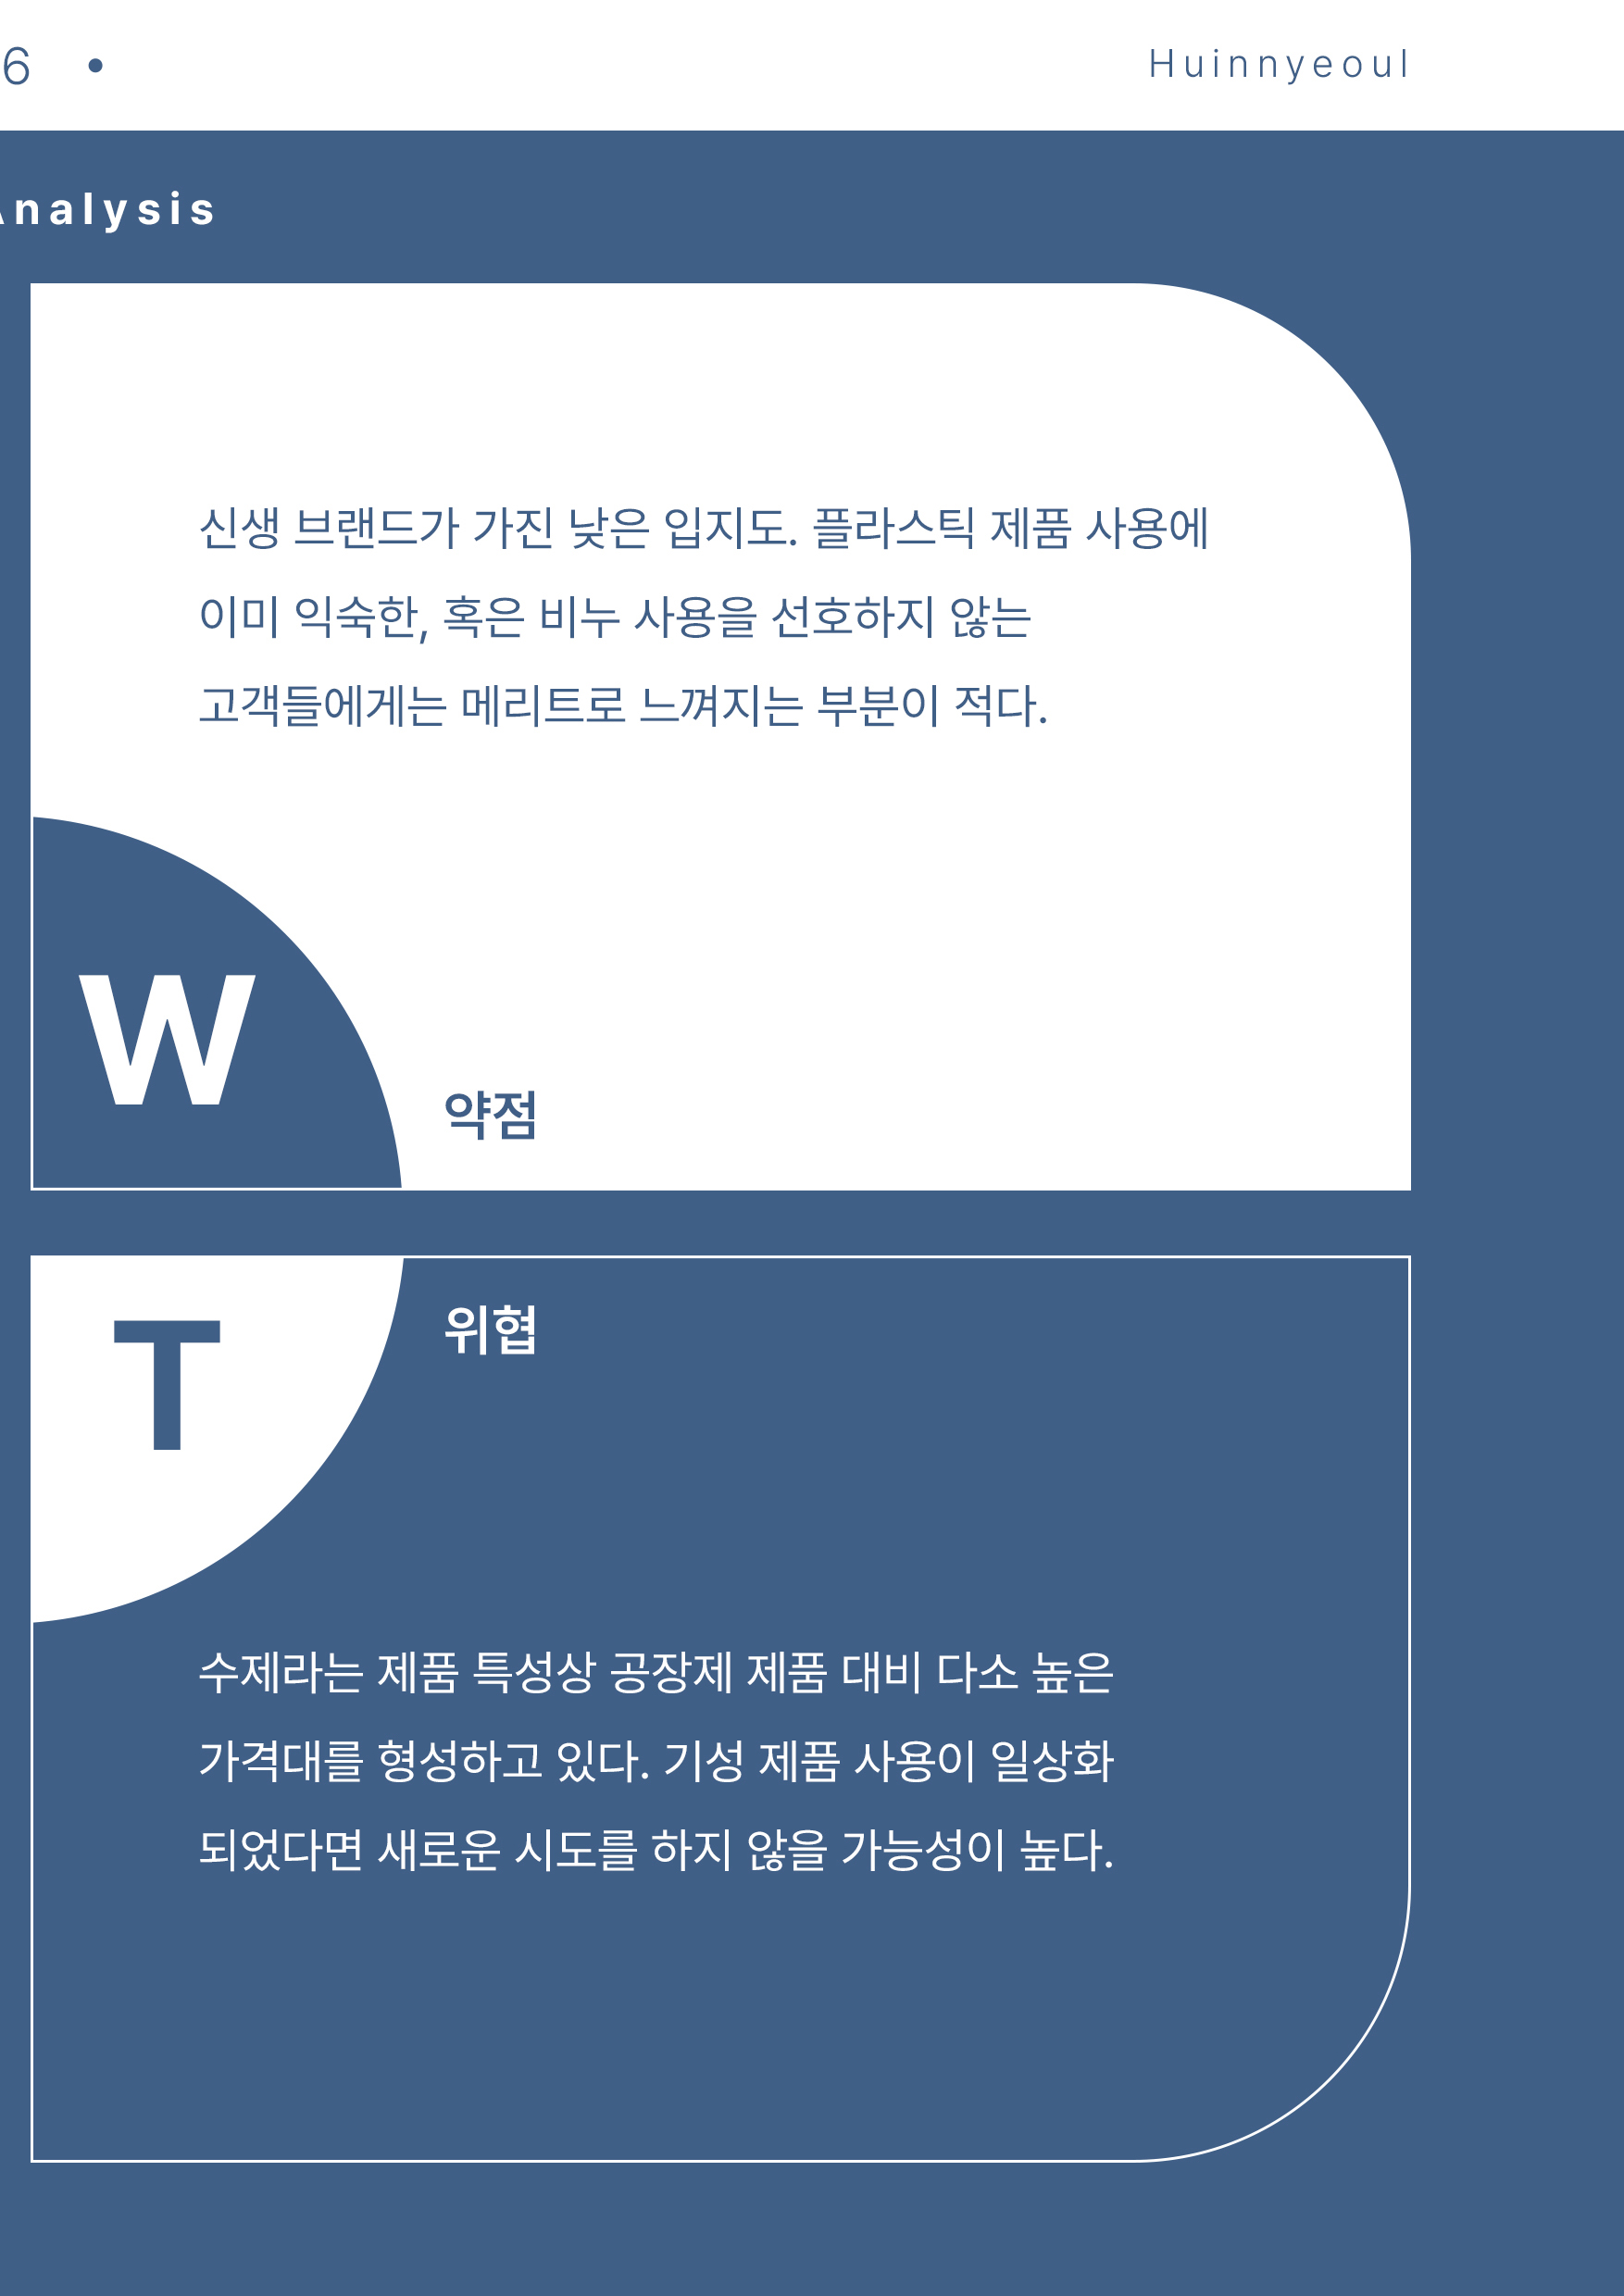 6 •
Huinnyeoul
Analysis
신생 브랜드가 가진 낮은 입지도. 플라스틱 제품 사용에
이미 익숙한, 혹은 비누 사용을 선호하지 않는
고객들에게는 메리트로 느껴지는 부분이 적다.
W
약점
T
위협
수제라는 제품 특성상 공장제 제품 대비 다소 높은
가격대를 형성하고 있다. 기성 제품 사용이 일상화
되었다면 새로운 시도를 하지 않을 가능성이 높다.